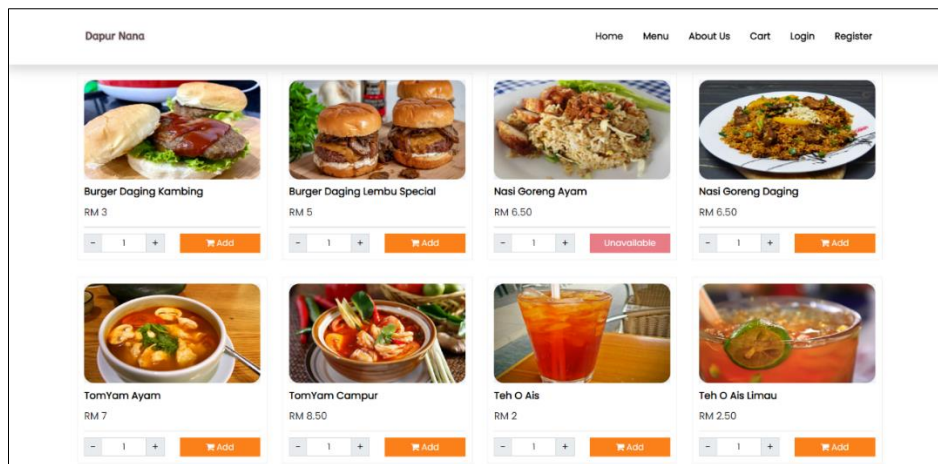 Dapur Nana
Home Menu About Us Cart Login Register
Burger Daging Kambing
RM 3
- 1 + Add
Burger Daging Lembu Special
RM 5
- 1 + Add
Nasi Goreng Ayam
RM 6.50
- 1 + Unavailable
Nasi Goreng Daging
RM 6.50
- 1 + Add
TomYam Ayam
RM 7
- 1 + Add
TomYam Campur
RM 8.50
- 1 + Add
Teh O Ais
RM 2
- 1 + Add
Teh O Ais Limau
RM 2.50
- 1 + Add